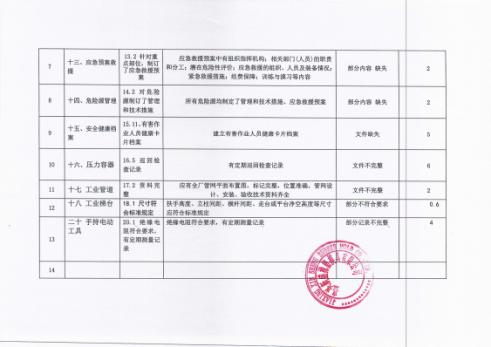 7 十三、应急预案救援 13.2 针对重点部位，制订了应急救援预案 应急救援预案中有组织指挥机构；相关部门(人员)的职责和分工；潜在危险性评价；应急救援的组织、人员及装备情况；紧急救援措施；经费保障；训练与演习等内容 部分内容 缺失 2
8 十四、危险源管理 14.2 对危险源制订了管理和技术措施 所有危险源均制定了管理和技术措施、应急救援预案 部分内容 缺失 2
9 十五、安全健康档案 15.11、有害作业人员健康卡片档案 建立有害作业人员健康卡片档案 文件缺失 5
10 十六、压力容器 16.5 巡回检查记录 有定期巡回检查记录 文件不完整 6
11 十七 工业管道 17.2 资料完整 应有全厂管网平面布置图，标记完整，位置准确，管网设计、安装、验收技术资料齐全 文件不完整 2
12 十八 工业梯台 18.1 尺寸符合标准规定 扶手高度、立柱间距、横杆间距、走台或平台净空高度等尺寸应符合标准规定 部分不符合要求 0.6
13 二十 手持电动工具 20.1 绝缘电阻符合要求，有定期测量记录 绝缘电阻符合要求，有定期测量记录 部分记录不完整 4
14